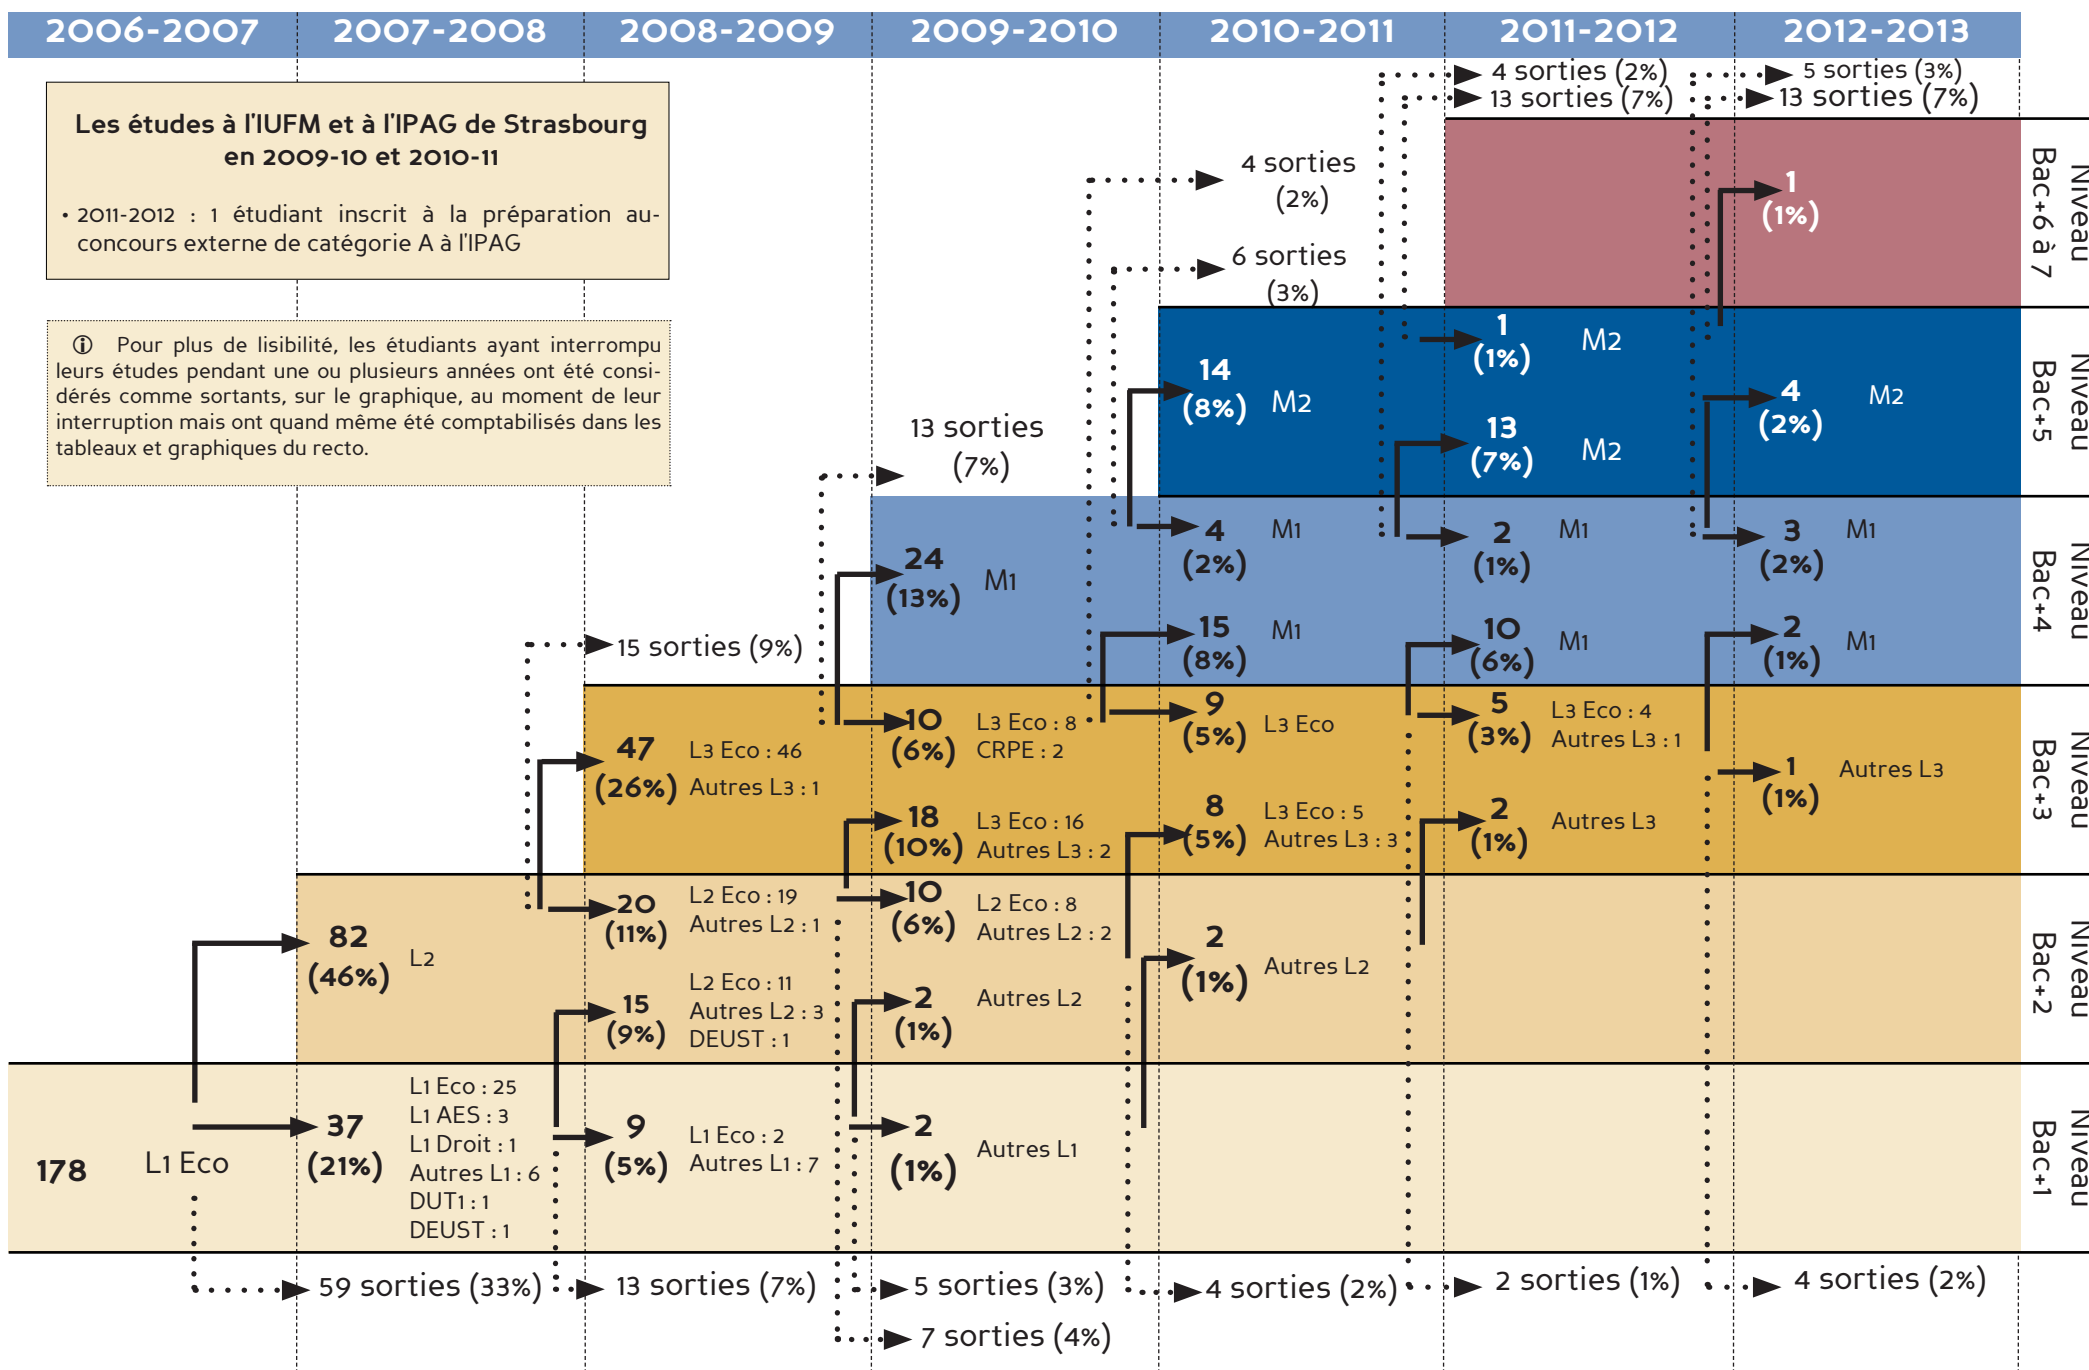 2006-2007
2007-2008
2008-2009
2009-2010
2010-2011
2011-2012
2012-2013
Les études à l'IUFM et à l'IPAG de Strasbourg
en 2009-10 et 2010-11
• 2011-2012 : 1 étudiant inscrit à la préparation au-
concours externe de catégorie A à l'IPAG
Pour plus de lisibilité, les étudiants ayant interrompu
leurs études pendant une ou plusieurs années ont été consi-
dérés comme sortants, sur le graphique, au moment de leur
interruption mais ont quand même été comptabilisés dans les
tableaux et graphiques du recto.
178
L1 Eco
82
(46%)
L2
37
(21%)
L1 Eco : 25
L1 AES : 3
L1 Droit : 1
Autres L1 : 6
DUT1 : 1
DEUST : 1
59 sorties (33%)
15 sorties (9%)
47
(26%)
L3 Eco : 46
Autres L3 : 1
20
(11%)
L2 Eco : 19
Autres L2 : 1
15
(9%)
L2 Eco : 11
Autres L2 : 3
DEUST : 1
9
(5%)
L1 Eco : 2
Autres L1 : 7
13 sorties (7%)
13 sorties
(7%)
24
(13%)
M1
10
(6%)
L3 Eco : 8
CRPE : 2
18
(10%)
L3 Eco : 16
Autres L3 : 2
10
(6%)
L2 Eco : 8
Autres L2 : 2
2
(1%)
Autres L2
2
(1%)
Autres L1
5 sorties (3%)
7 sorties (4%)
4 sorties
(2%)
6 sorties
(3%)
14
(8%)
M2
4
(2%)
M1
15
(8%)
M1
9
(5%)
L3 Eco
8
(5%)
L3 Eco : 5
Autres L3 : 3
2
(1%)
Autres L2
4 sorties (2%)
4 sorties (2%)
13 sorties (7%)
1
(1%)
M2
13
(7%)
M2
2
(1%)
M1
10
(6%)
M1
5
(3%)
L3 Eco : 4
Autres L3 : 1
2
(1%)
Autres L3
2 sorties (1%)
5 sorties (3%)
13 sorties (7%)
1
(1%)
4
(2%)
M2
3
(2%)
M1
2
(1%)
M1
1
(1%)
Autres L3
4 sorties (2%)
Niveau
Bac+6 à 7
Niveau
Bac+5
Niveau
Bac+4
Niveau
Bac+3
Niveau
Bac+2
Niveau
Bac+1